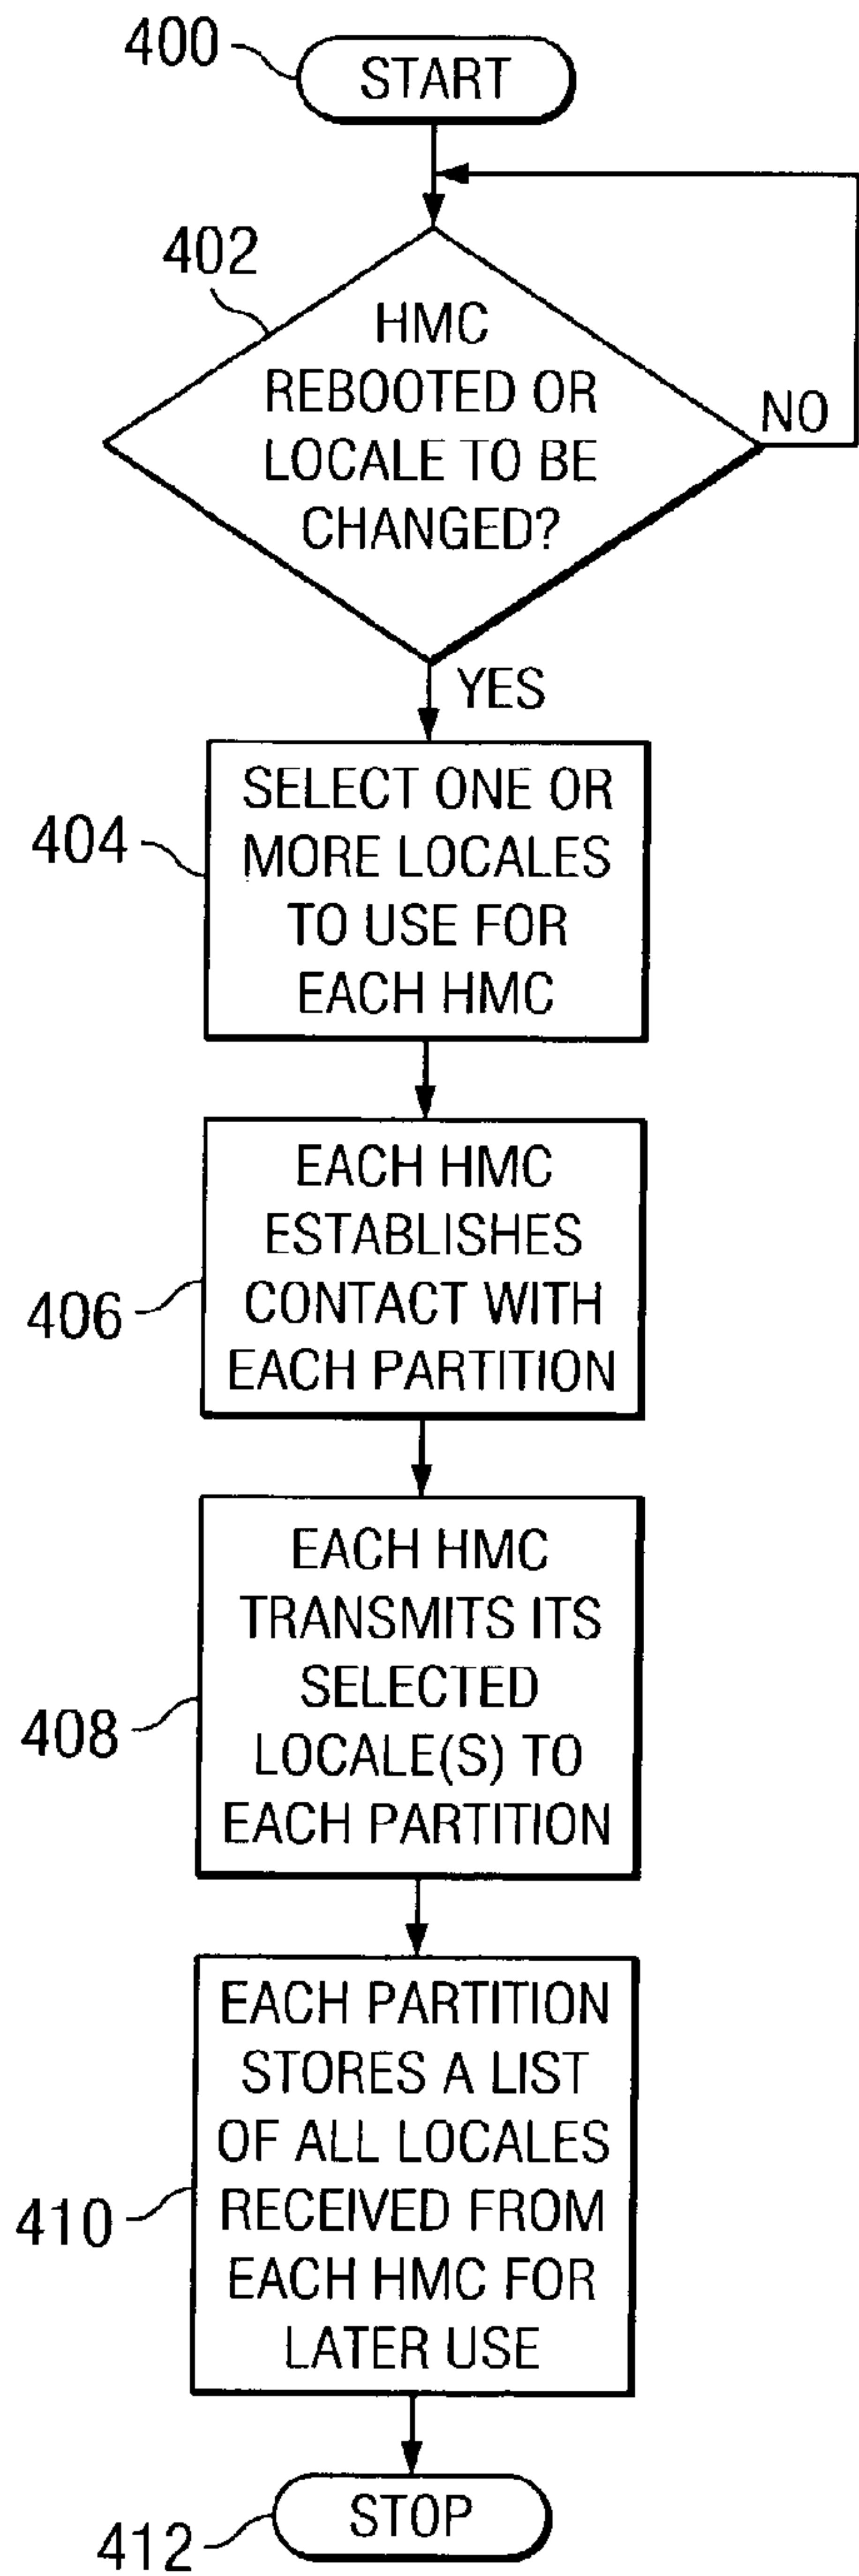 400
START
402
HMC
REBOOTED OR
LOCALE TO BE
CHANGED?
NO
YES
404
SELECT ONE OR
MORE LOCALES
TO USE FOR
EACH HMC
406
EACH HMC
ESTABLISHES
CONTACT WITH
EACH PARTITION
408
EACH HMC
TRANSMITS ITS
SELECTED
LOCALE(S) TO
EACH PARTITION
410
EACH PARTITION
STORES A LIST
OF ALL LOCALES
RECEIVED FROM
EACH HMC FOR
LATER USE
412
STOP